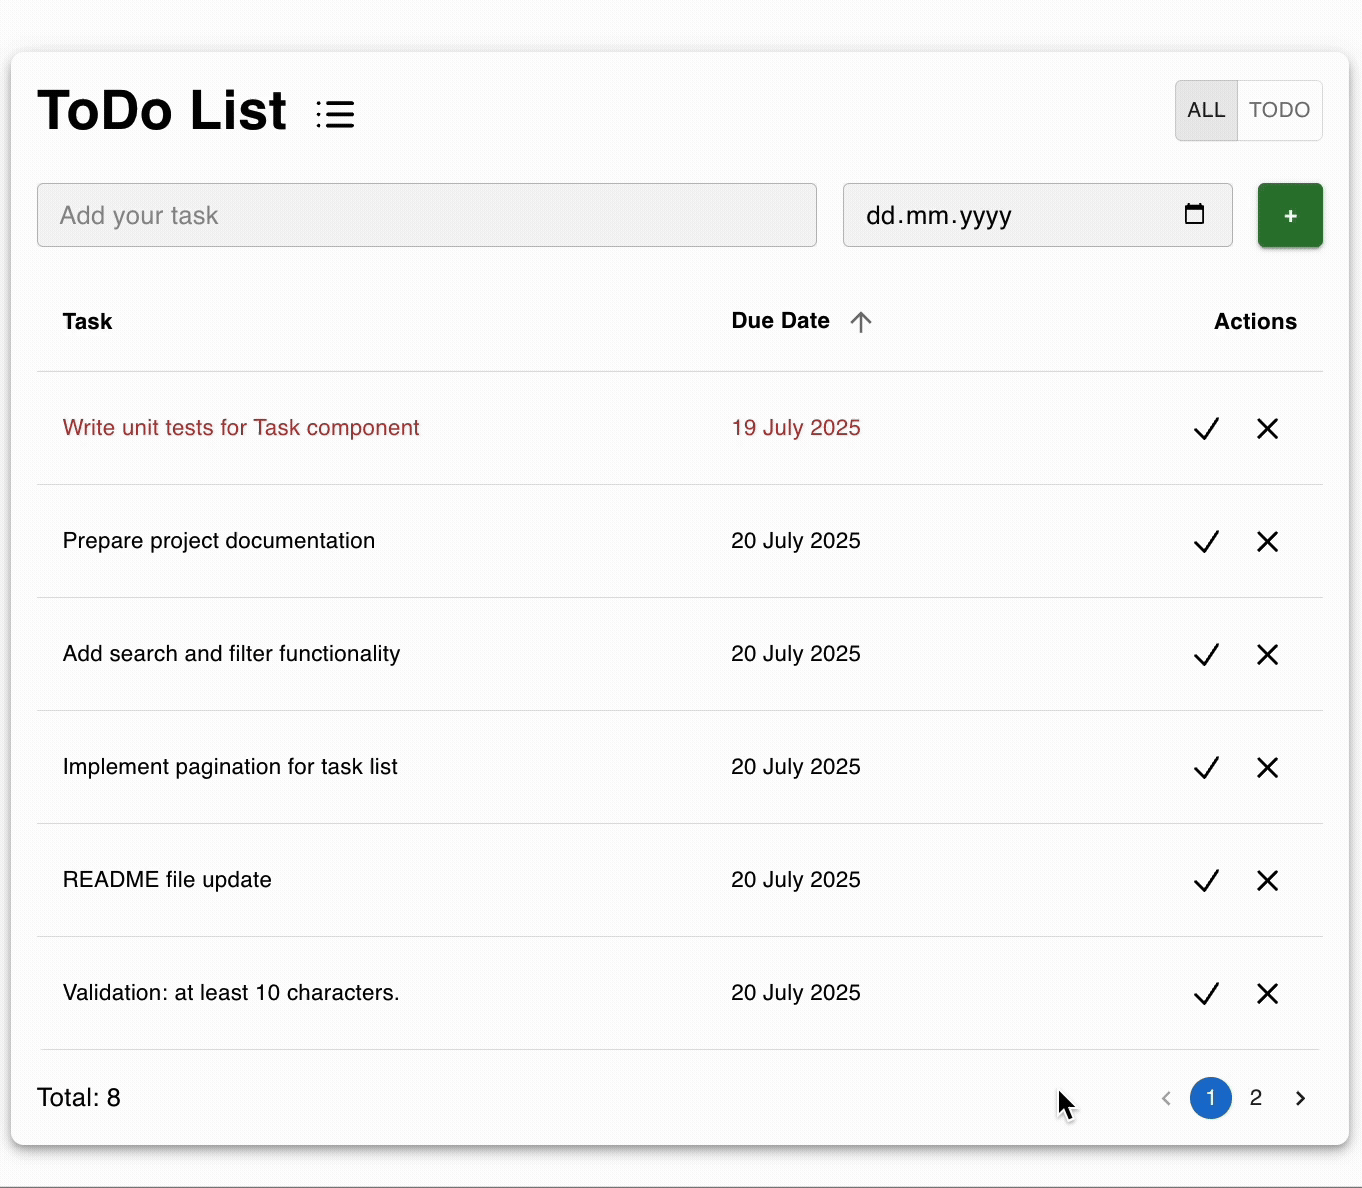 ToDo List
ALL TODO
Add your task
dd.mm.yyyy
+
Task Due Date Actions
Write unit tests for Task component 19 July 2025
Prepare project documentation 20 July 2025
Add search and filter functionality 20 July 2025
Implement pagination for task list 20 July 2025
README file update 20 July 2025
Validation: at least 10 characters. 20 July 2025
Total: 8
1 2